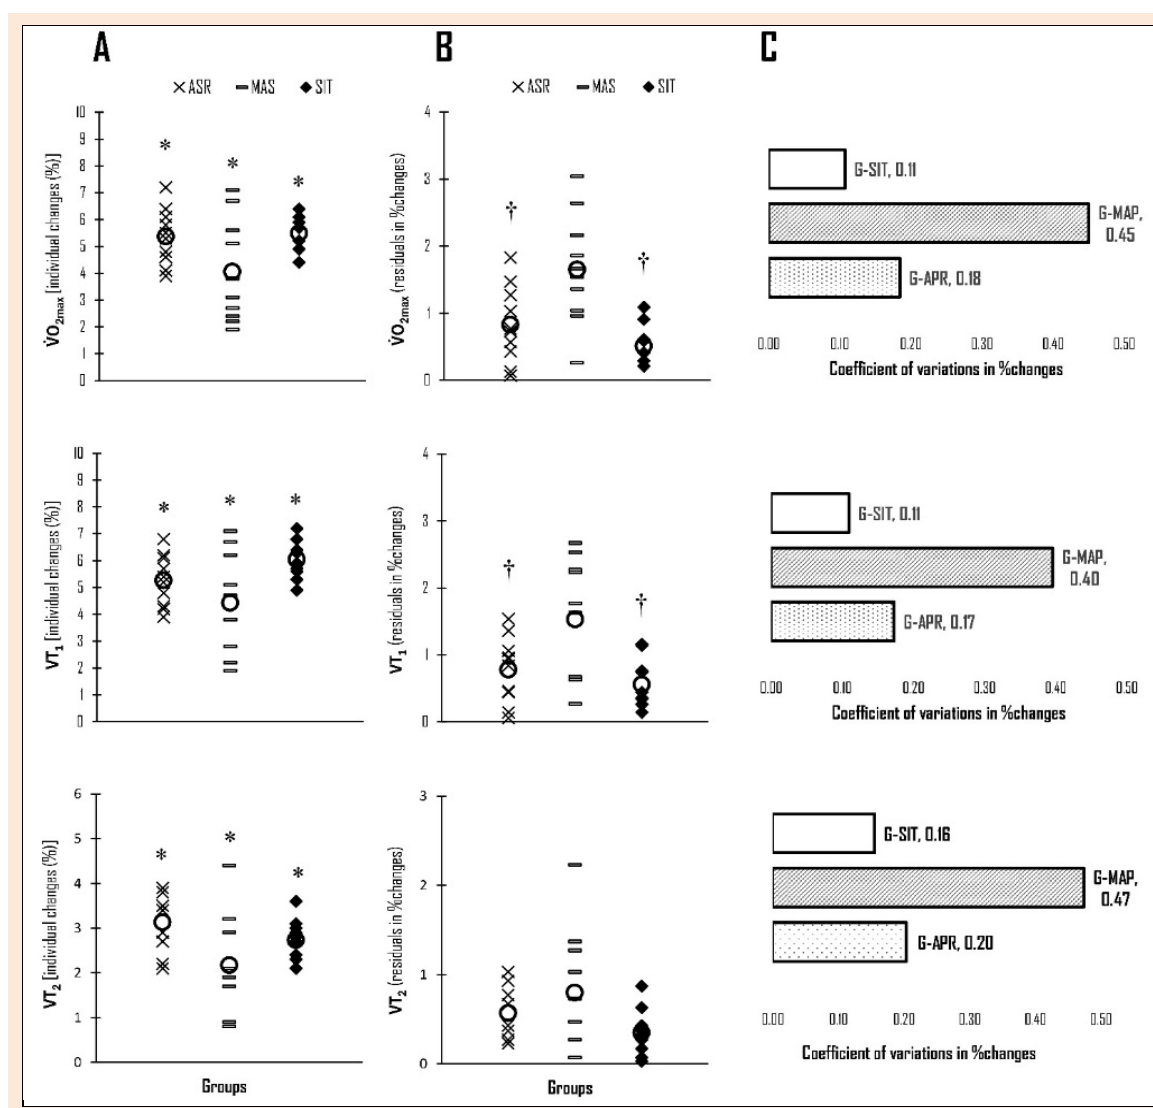 A
B
C
ASR MAS SIT
ASR MAS SIT
V̇O2max [individual changes (%)]
10
9
8
7
6
5
4
3
2
1
0
* * *
V̇O2max (residuals in %changes)
4
3
2
1
0
† †
G-SIT, 0.11
G-MAP,
0.45
G-APR, 0.18
0.00 0.10 0.20 0.30 0.40 0.50
Coefficient of variations in %changes
VT1 [individual changes (%)]
10
9
8
7
6
5
4
3
2
1
0
* * *
VT1 (residuals in %changes)
4
3
2
1
0
† †
G-SIT, 0.11
G-MAP,
0.40
G-APR, 0.17
0.00 0.10 0.20 0.30 0.40 0.50
Coefficient of variations in %changes
VT2 [individual changes (%)]
6
5
4
3
2
1
0
* * *
Groups
VT2 (residuals in %changes)
3
2
1
0
Groups
G-SIT, 0.16
G-MAP,
0.47
G-APR, 0.20
0.00 0.10 0.20 0.30 0.40 0.50
Coefficient of variations in %changes